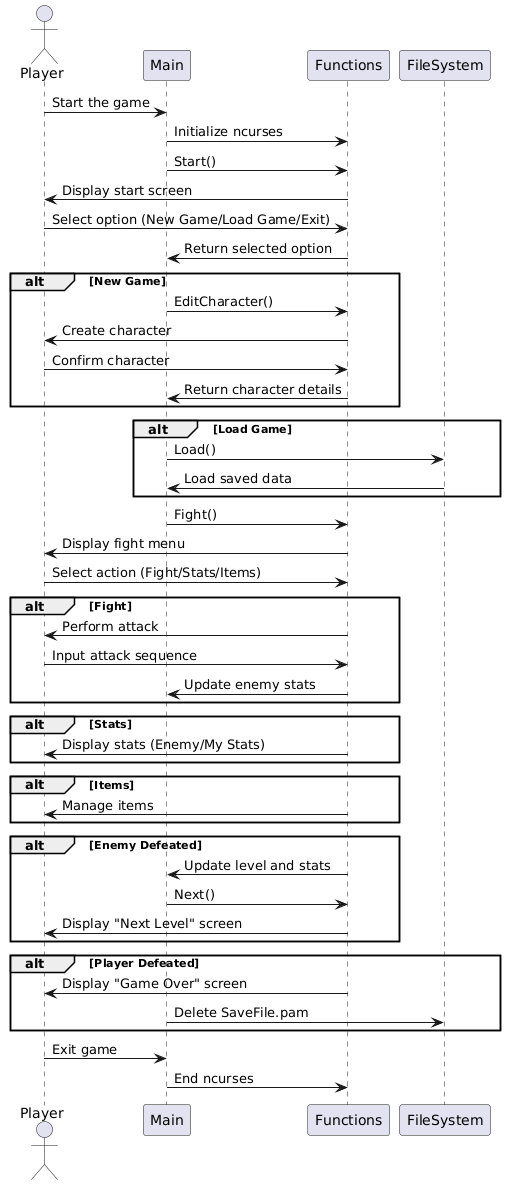 Player
Main
Functions
FileSystem
Start the game
Initialize ncurses
Start()
Display start screen
Select option (New Game/Load Game/Exit)
Return selected option
alt
[New Game]
EditCharacter()
Create character
Confirm character
Return character details
alt
[Load Game]
Load()
Load saved data
Fight()
Display fight menu
Select action (Fight/Stats/Items)
alt
[Fight]
Perform attack
Input attack sequence
Update enemy stats
alt
[Stats]
Display stats (Enemy/My Stats)
alt
[Items]
Manage items
alt
[Enemy Defeated]
Update level and stats
Next()
Display "Next Level" screen
alt
[Player Defeated]
Display "Game Over" screen
Delete SaveFile.pam
Exit game
End ncurses
Player
Main
Functions
FileSystem